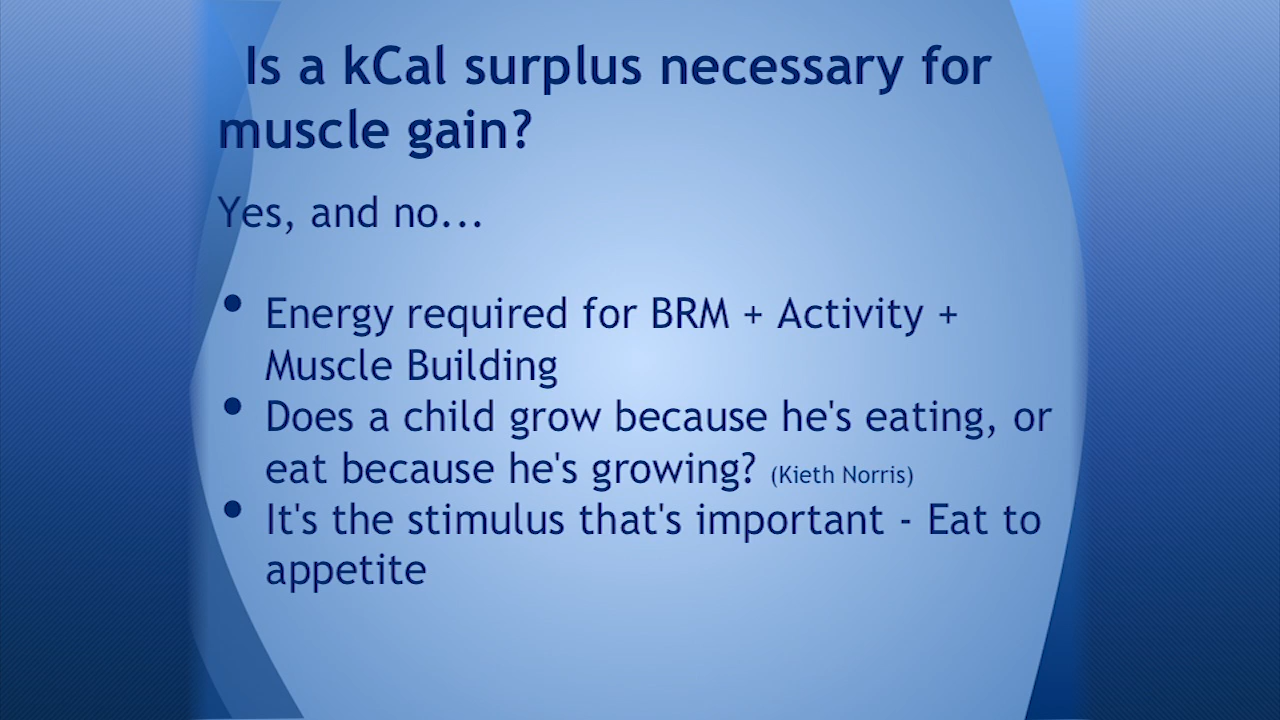 Is a kCal surplus necessary for
muscle gain?
Yes, and no...
• Energy required for BRM + Activity +
Muscle Building
• Does a child grow because he's eating, or
eat because he's growing? (Kieth Norris)
• It's the stimulus that's important - Eat to
appetite